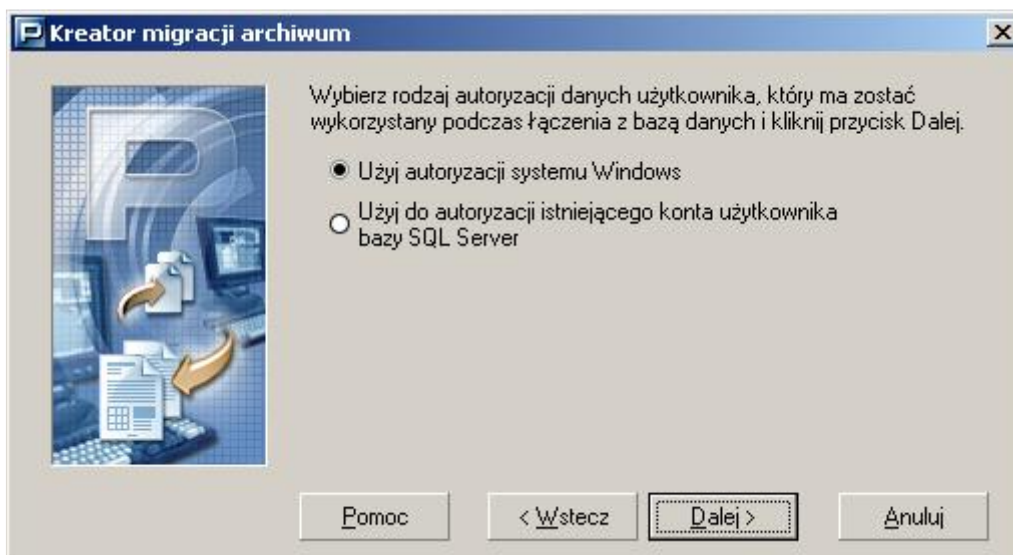 Kreator migracji archiwum
Wybierz rodzaj autoryzacji danych użytkownika, który ma zostać
wykorzystany podczas łączenia z bazą danych i kliknij przycisk Dalej.
Użyj autoryzacji systemu Windows
Użyj do autoryzacji istniejącego konta użytkownika
bazy SQL Server
Pomoc
< Wstecz
Dalej >
Anuluj